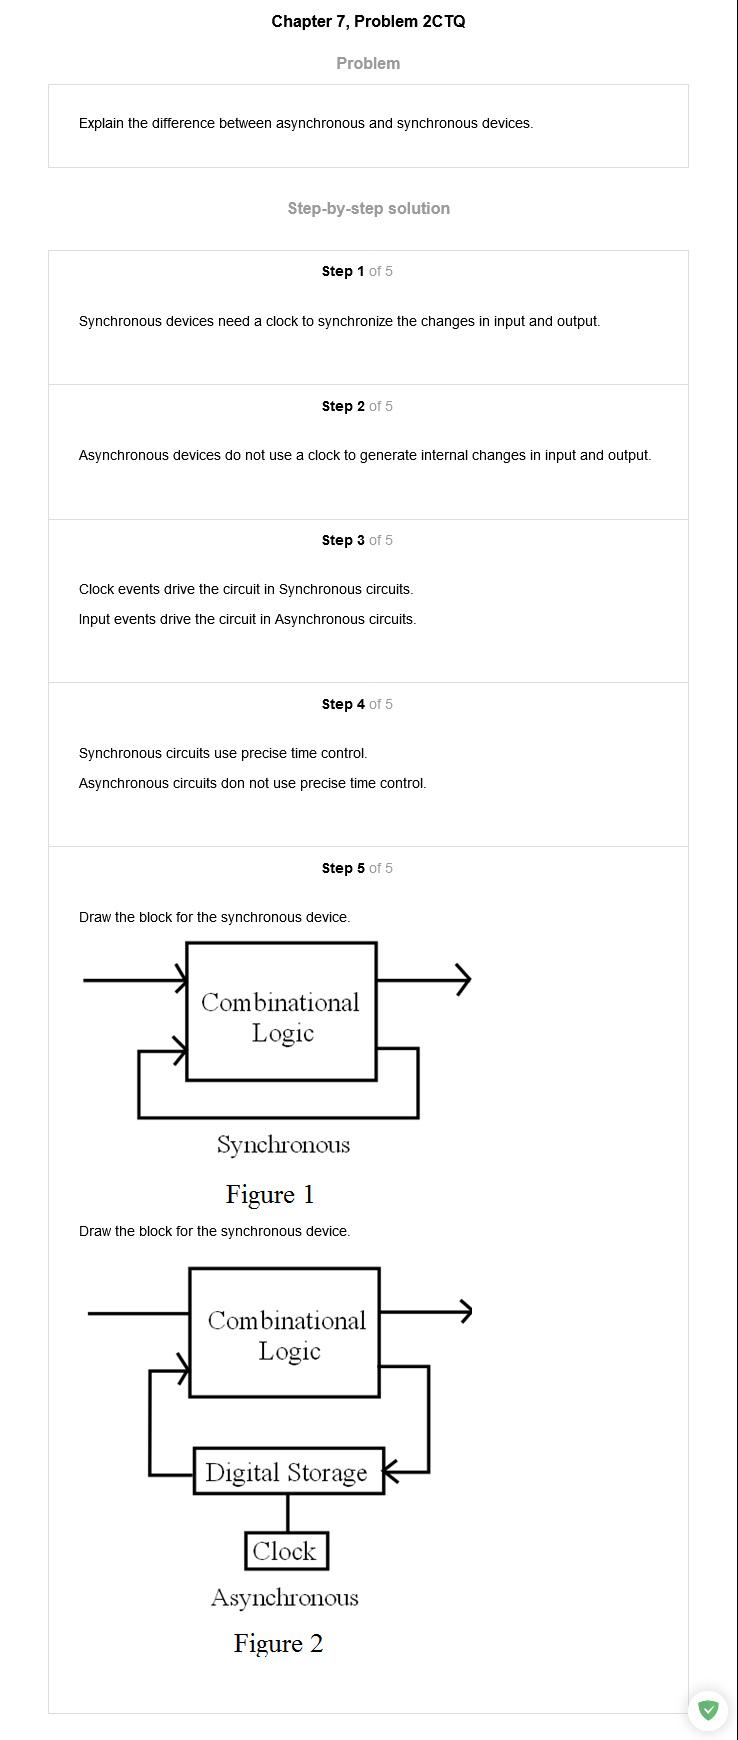 Chapter 7, Problem 2CTQ
Problem
Explain the difference between asynchronous and synchronous devices.
Step-by-step solution
Step 1 of 5
Synchronous devices need a clock to synchronize the changes in input and output.
Step 2 of 5
Asynchronous devices do not use a clock to generate internal changes in input and output.
Step 3 of 5
Clock events drive the circuit in Synchronous circuits.
Input events drive the circuit in Asynchronous circuits.
Step 4 of 5
Synchronous circuits use precise time control.
Asynchronous circuits don not use precise time control.
Step 5 of 5
Draw the block for the synchronous device.
Combinational
Logic
Synchronous
Figure 1
Draw the block for the synchronous device.
Combinational
Logic
Digital Storage
Clock
Asynchronous
Figure 2